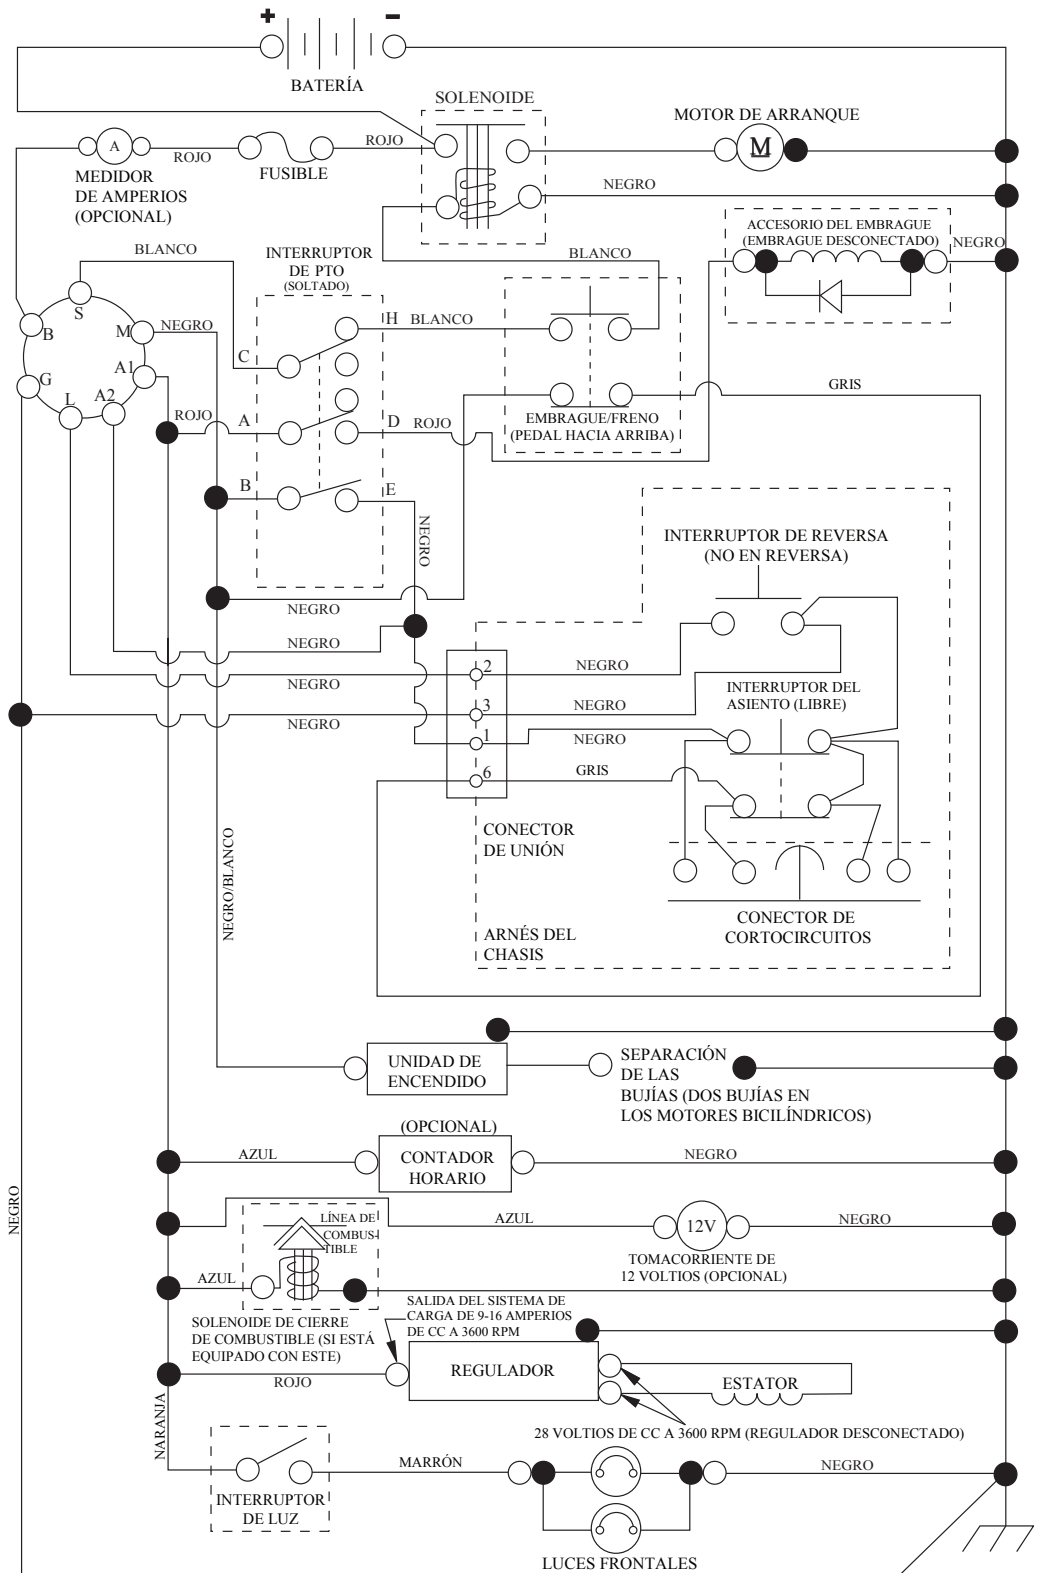 + −
BATERÍA
SOLENOIDE
MOTOR DE ARRANQUE
A
ROJO
ROJO
M
MEDIDOR
DE AMPERIOS
(OPCIONAL)
FUSIBLE
NEGRO
ACCESORIO DEL EMBRAGUE
(EMBRAGUE DESCONECTADO)
NEGRO
BLANCO
INTERRUPTOR
DE PTO
(SOLTADO)
BLANCO
S
B
M
NEGRO
H
BLANCO
C
G
A1
L
A2
ROJO
A
D
ROJO
GRIS
EMBRAGUE/FRENO
(PEDAL HACIA ARRIBA)
B
E
NEGRO
INTERRUPTOR DE REVERSA
(NO EN REVERSA)
NEGRO
NEGRO
2
NEGRO
NEGRO
INTERRUPTOR DEL
ASIENTO (LIBRE)
3
NEGRO
NEGRO
1
NEGRO
6
GRIS
CONECTOR
DE UNIÓN
NEGRO/BLANCO
CONECTOR DE
CORTOCIRCUITOS
ARNÉS DEL
CHASIS
UNIDAD DE
ENCENDIDO
SEPARACIÓN
DE LAS
BUJÍAS (DOS BUJÍAS EN
LOS MOTORES BICILÍNDRICOS)
(OPCIONAL)
AZUL
CONTADOR
HORARIO
NEGRO
NEGRO
LÍNEA DE
COMBUS-
TIBLE
AZUL
12V
NEGRO
TOMACORRIENTE DE
12 VOLTIOS (OPCIONAL)
AZUL
SOLENOIDE DE CIERRE
DE COMBUSTIBLE (SI ESTÁ
EQUIPADO CON ESTE)
SALIDA DEL SISTEMA DE
CARGA DE 9-16 AMPERIOS
DE CC A 3600 RPM
ROJO
REGULADOR
ESTATOR
NARANJA
28 VOLTIOS DE CC A 3600 RPM (REGULADOR DESCONECTADO)
MARRÓN
NEGRO
INTERRUPTOR
DE LUZ
LUCES FRONTALES